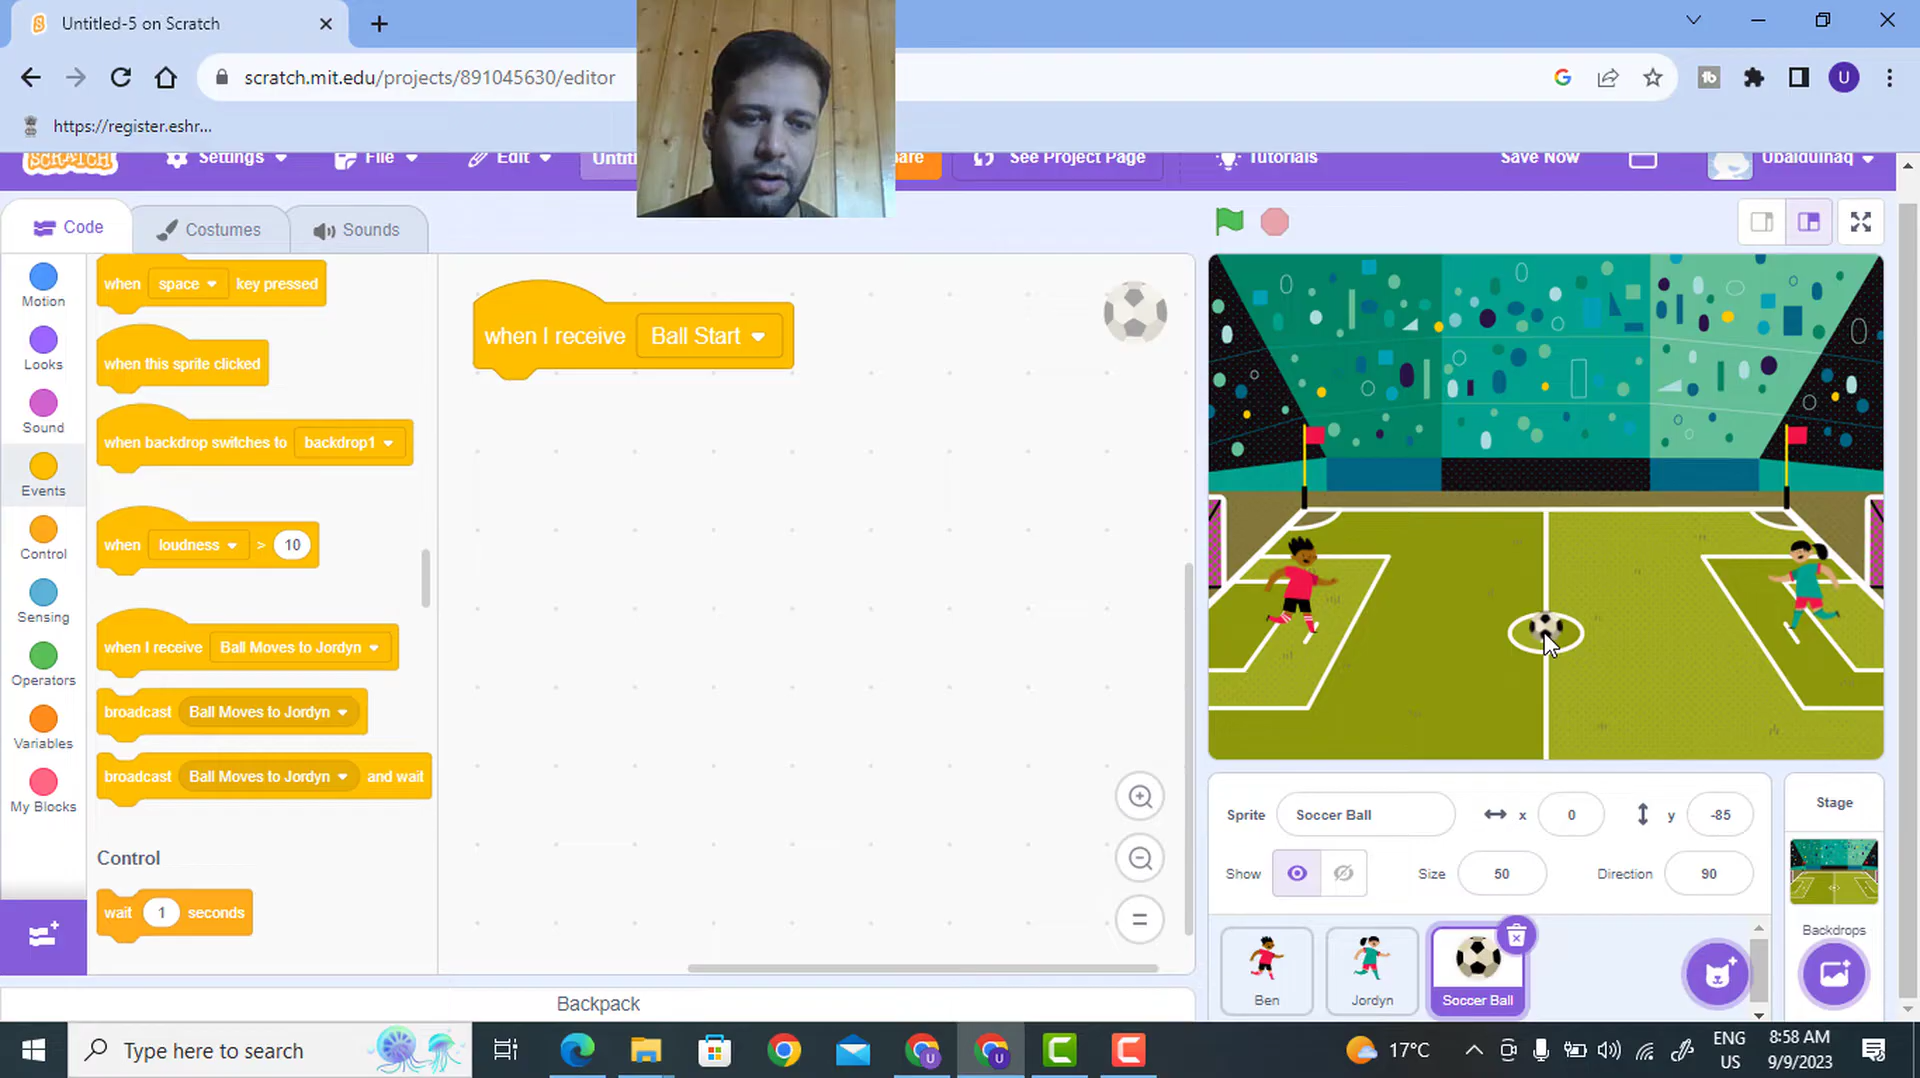 Untitled-5 on Scratch
scratch.mit.edu/projects/891045630/editor
https://register.eshr...
SCRATCH
Settings
File
Edit
See Project Page
Tutorials
Save Now
Code
Costumes
Sounds
Motion
Looks
Sound
Events
Control
Sensing
Operators
Variables
My Blocks
when space key pressed
when this sprite clicked
when backdrop switches to backdrop1
when loudness > 10
when I receive Ball Moves to Jordyn
broadcast Ball Moves to Jordyn
broadcast Ball Moves to Jordyn and wait
Control
wait 1 seconds
when I receive Ball Start
Backpack
Sprite Soccer Ball x 0 y -85
Show Size 50 Direction 90
Ben
Jordyn
Soccer Ball
Stage
Backdrops
Type here to search
17°C
ENG
US
8:58 AM
9/9/2023